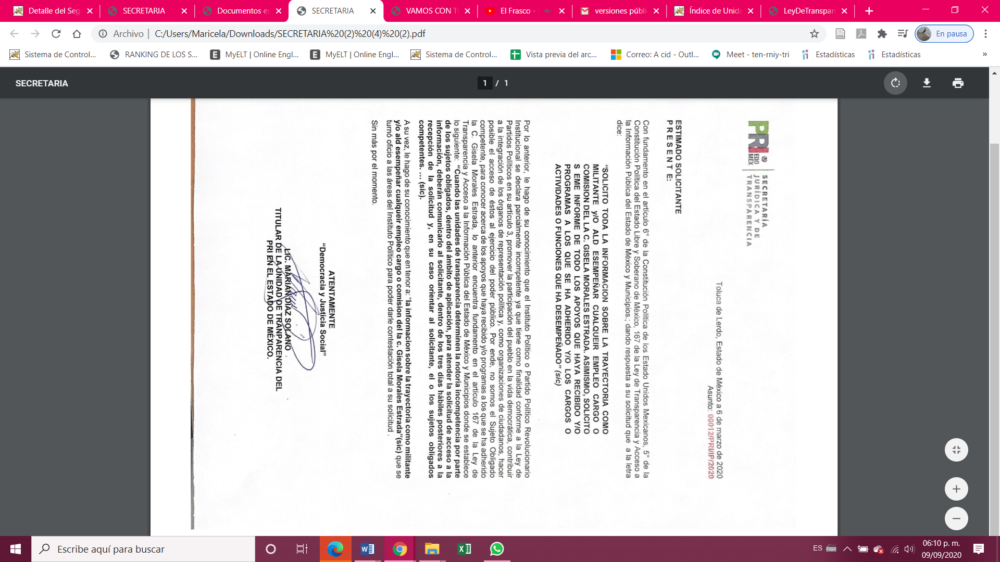 Detalle del Seg
SECRETARIA
Documentos es
SECRETARIA
VAMOS CON T
El Frasco -
versiones públi
Índice de Unida
LeyDeTranspare
Archivo | C:/Users/Maricela/Downloads/SECRETARIA%20(2)%20(4)%20(2).pdf
En pausa
Sistema de Control...
RANKING DE LOS S...
MyELT | Online Engl...
MyELT | Online Engl...
Sistema de Control...
Vista previa del arc...
Correo: A cid - Outl...
Meet - ten-rniy-tri
Estadísticas
Estadísticas
»
SECRETARIA
1 / 1
PRI
EDO
MÉX
SECRETARÍA
JURÍDICA Y DE
TRANSPARENCIA
Toluca de Lerdo, Estado de México a 6 de marzo de 2020
Asunto: 00012/PRI/IP/2020
ESTIMADO SOLICITANTE
P R E S E N T E:
Con fundamento en el artículo 6° de la Constitución Política de los Estado Unidos Mexicanos, 5° de la
Constitución Política del Estado Libre y Soberano de México, 167 de la Ley de Transparencia y Acceso a
la Información Pública del Estado de México y Municipios.; dando respuesta a su solicitud que a la letra
dice:
“SOLICITO TODA LA INFORMACION SOBRE LA TRAYECTORIA COMO
MILITANTE y/O ALD ESEMPEÑAR CUALQUEIR EMPLEO CARGO O
COMISION DEL LA C. GISELA MORALES ESTRADA. ASIMISMO, SOLICITO
S EME INFORME DE TODO LOS APOYOS QUE HAYA RECIBIDO Y/O
PROGRAMAS A LOS QUE SE HA ADHERIDO Y/O LOS CARGOS O
ACTIVIDADES O FUNCIONES QUE HA DESEMPEÑADO” (sic)
Por lo anterior, le hago de su conocimiento que el Instituto Político o Partido Político Revolucionario
Institucional se declara parcialmente incompetente ya que tiene como finalidad conforme a la Ley de
Partidos Políticos en su artículo 3, promover la participación del pueblo en la vida democrática, contribuir
a la integración de los órganos de representación política y, como organizaciones de ciudadanos, hacer
posible el acceso de éstos al ejercicio del poder público. Por ende, no somos el Sujeto Obligado
competente, para conocer acerca de los apoyos que haya recibido y/o programas a los que se ha adherido
la C. Gisela Morales Estrada, lo anterior encuentra fundamento en el artículo 167 de la Ley de
Transparencia y Acceso a la Información Pública del Estado de México y Municipios donde se establece
lo siguiente: “Cuando las unidades de transparencia determinen la notoria incompetencia por parte
de los sujetos obligados, dentro del ámbito de aplicación, para atender la solicitud de acceso a la
información, deberán comunicarlo al solicitante, dentro de los tres días hábiles posteriores a la
recepción de la solicitud y, en su caso orientar al solicitante, el o los sujetos obligados
competentes. ... (sic).
A su vez, le hago de su conocimiento que en tenor a: “la informacion sobre la trayectoria como militante
y/o ald esempeñar cualqueir empleo cargo o comision del la c. Gisela Morales Estrada”(sic) que se
turnó oficio a las áreas del Instituto Político para poder darle contestación total a su solicitud .
Sin más por el momento.
ATENTAMENTE
“Democracia y Justicia Social”
LIC. MARIAN DÍAZ SOLANO
TITULAR DE LA UNIDAD DE TRANPARENCIA DEL
PRI EN EL ESTADO DE MÉXICO.
Escribe aquí para buscar
ES
06:10 p. m.
09/09/2020